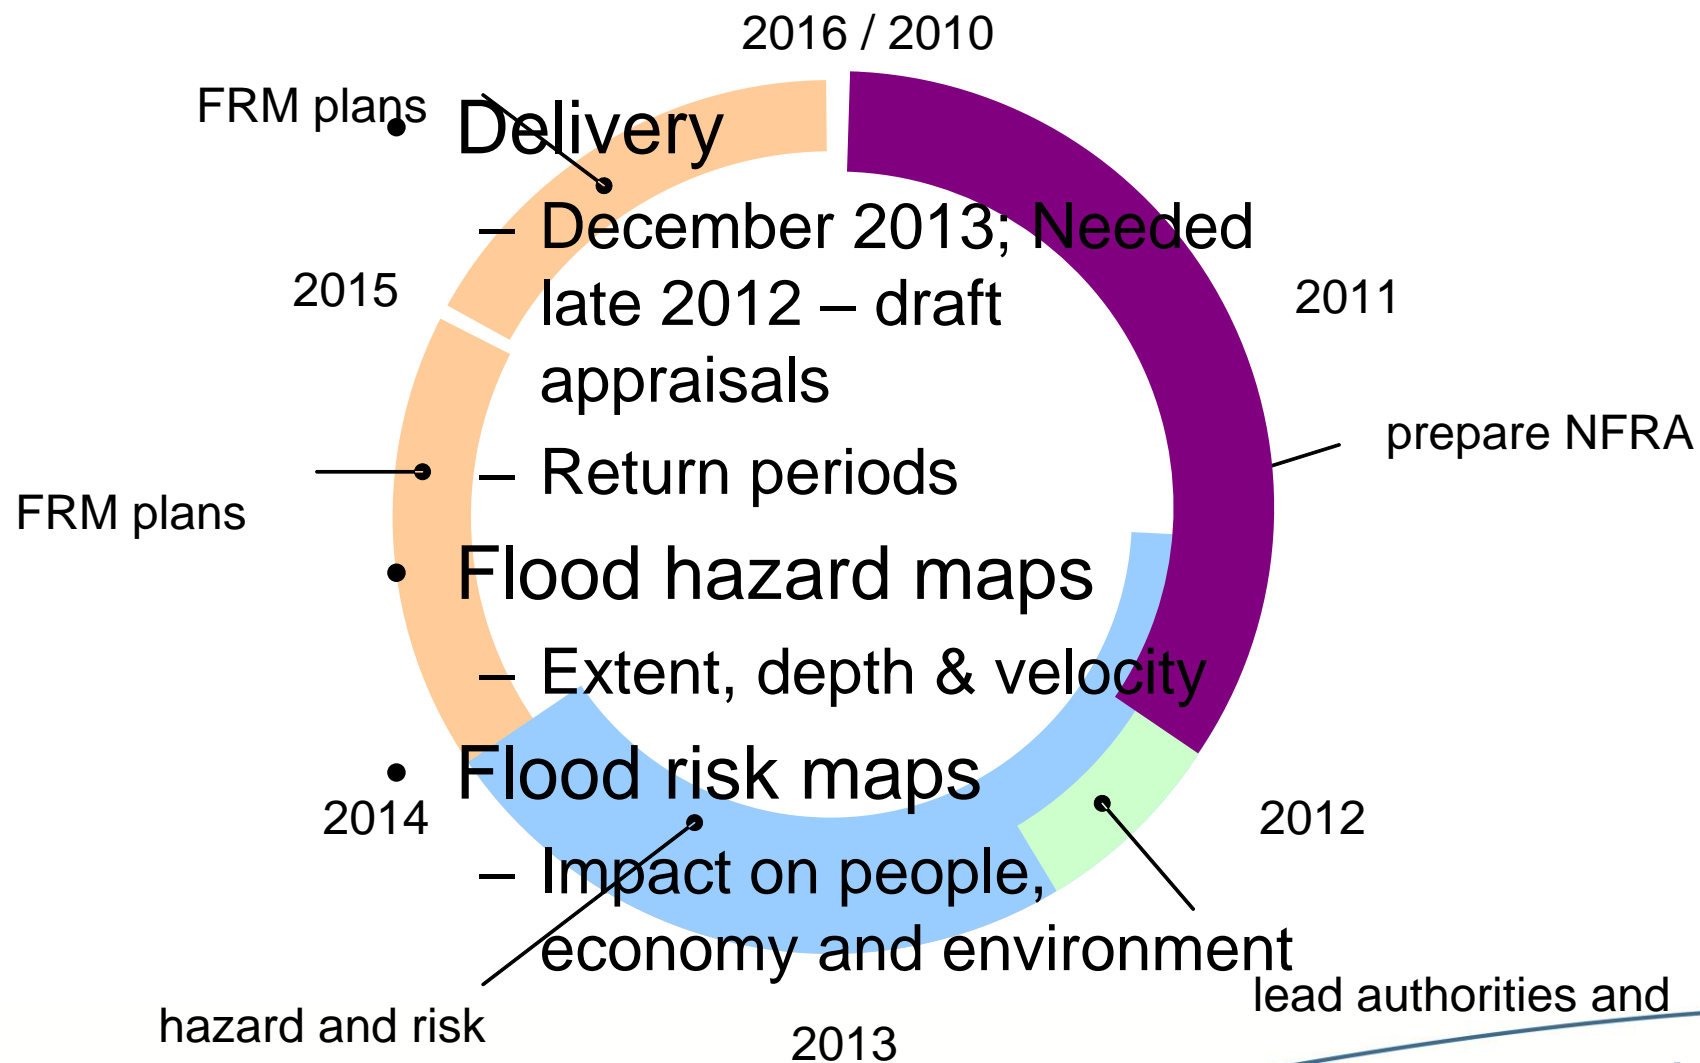 2016 / 2010
FRM plans
• Delivery
– December 2013; Needed
late 2012 – draft
appraisals
2015
2011
prepare NFRA
– Return periods
FRM plans
• Flood hazard maps
– Extent, depth & velocity
• Flood risk maps
2014
2012
– Impact on people,
economy and environment
lead authorities and
hazard and risk
2013